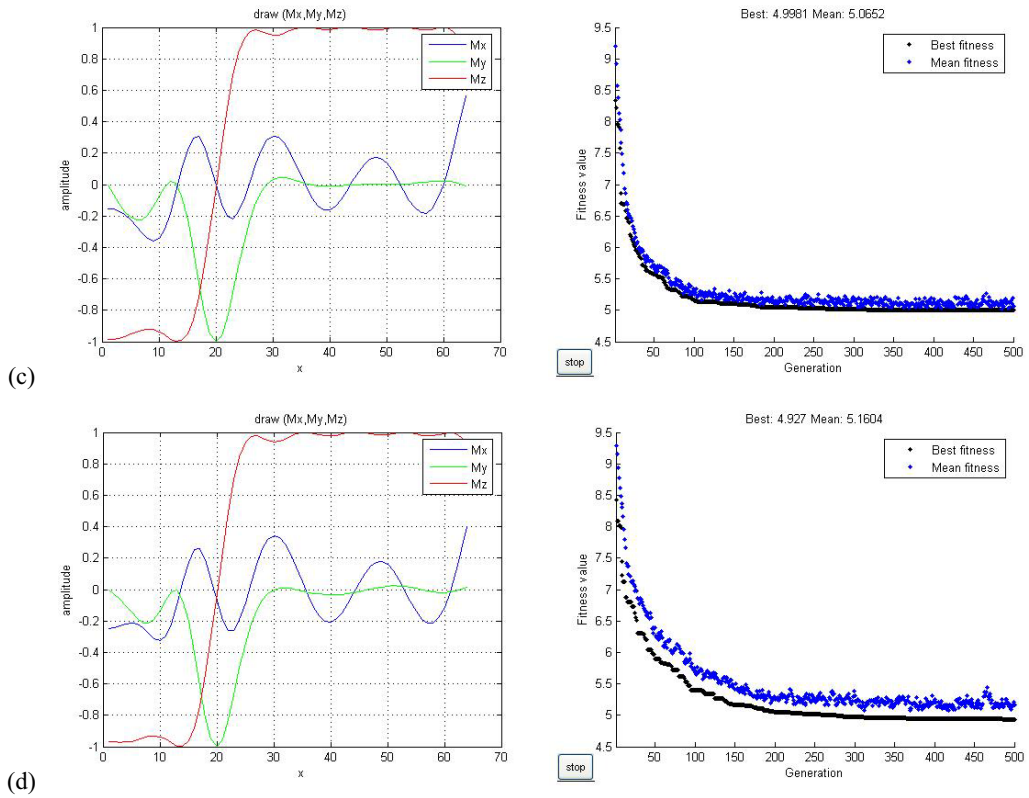 draw (Mx,My,Mz)
1
0.8
0.6
0.4
0.2
0
-0.2
-0.4
-0.6
-0.8
-1
amplitude
Mx
My
Mz
0 10 20 30 40 50 60 70
x
Best: 4.9981 Mean: 5.0652
9.5
9
8.5
8
7.5
7
6.5
6
5.5
5
4.5
Fitness value
Best fitness
Mean fitness
50 100 150 200 250 300 350 400 450 500
Generation
stop
(c)
draw (Mx,My,Mz)
1
0.8
0.6
0.4
0.2
0
-0.2
-0.4
-0.6
-0.8
-1
amplitude
Mx
My
Mz
0 10 20 30 40 50 60 70
x
Best: 4.927 Mean: 5.1604
9.5
9
8.5
8
7.5
7
6.5
6
5.5
5
4.5
Fitness value
Best fitness
Mean fitness
50 100 150 200 250 300 350 400 450 500
Generation
stop
(d)